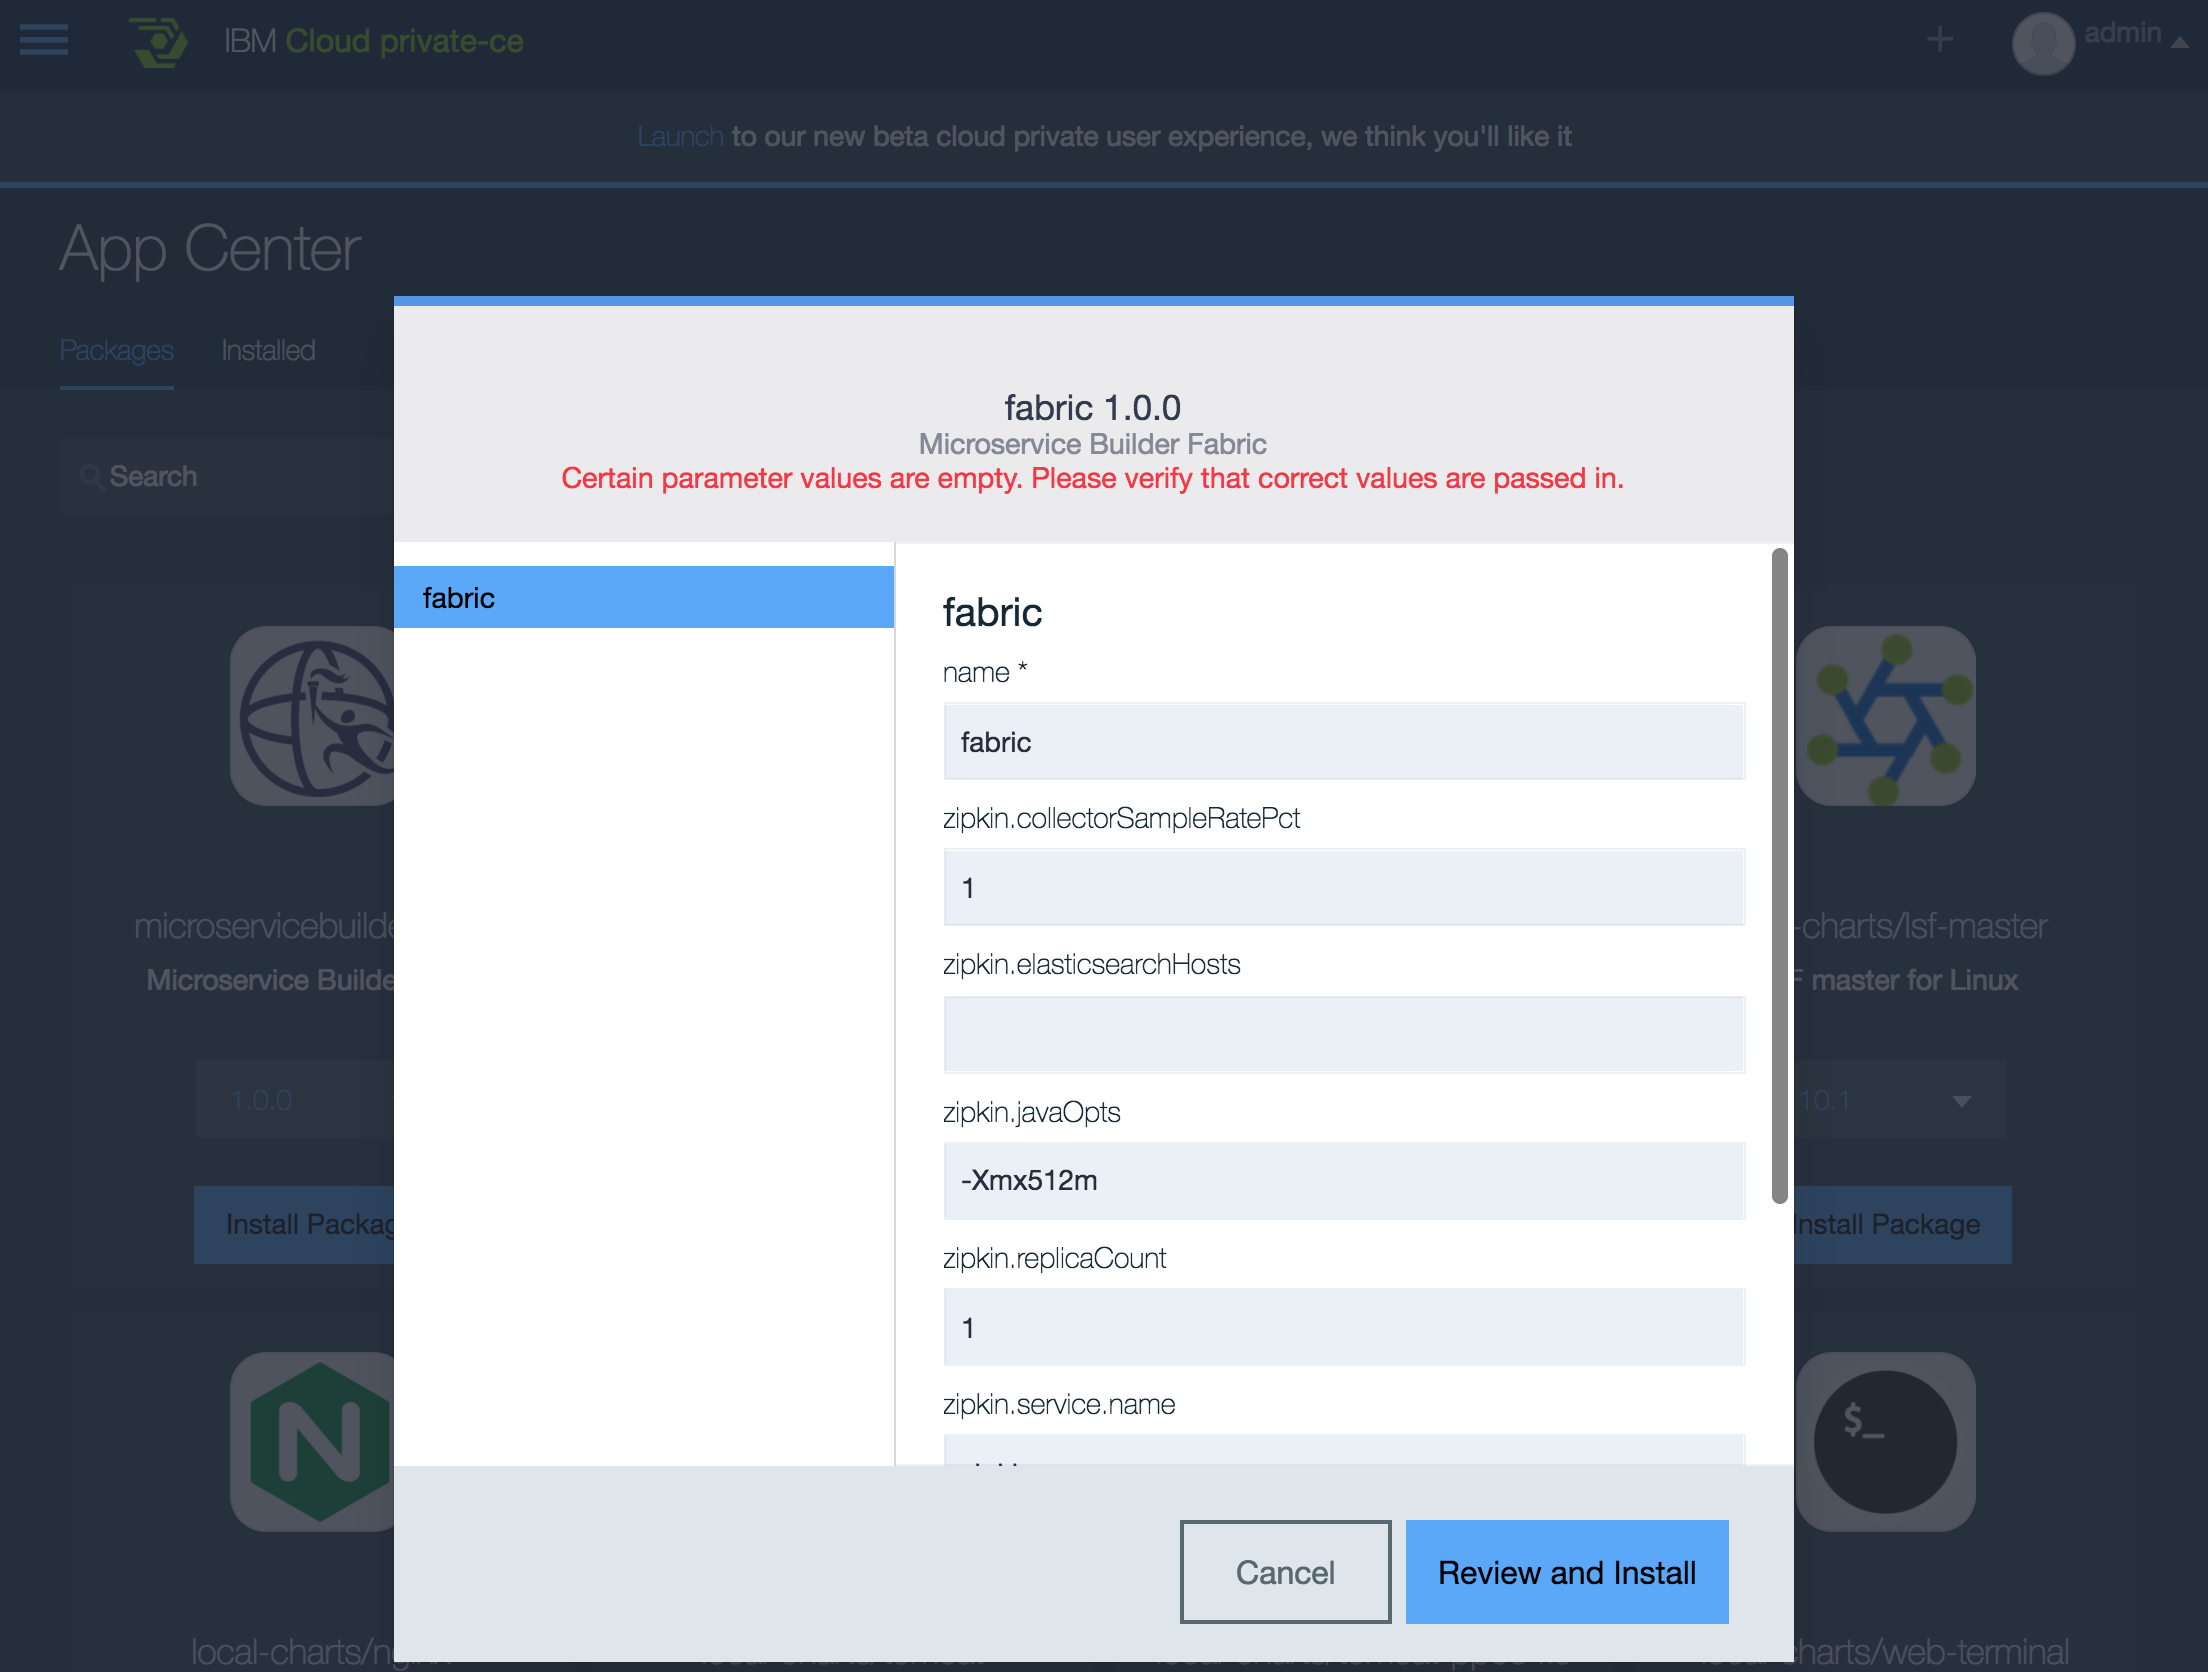 IBM Cloud private-ce
+
admin
Launch to our new beta cloud private user experience, we think you'll like it
App Center
Packages
Installed
Search
fabric 1.0.0
Microservice Builder Fabric
Certain parameter values are empty. Please verify that correct values are passed in.
fabric
fabric
name *
fabric
zipkin.collectorSampleRatePct
1
zipkin.elasticsearchHosts
zipkin.javaOpts
-Xmx512m
zipkin.replicaCount
1
zipkin.service.name
Cancel
Review and Install
microservicebuilde
Microservice Builde
1.0.0
Install Packag
-charts/lsf-master
F master for Linux
10.1
Install Package
$_
N
local-charts/ng
charts/web-terminal